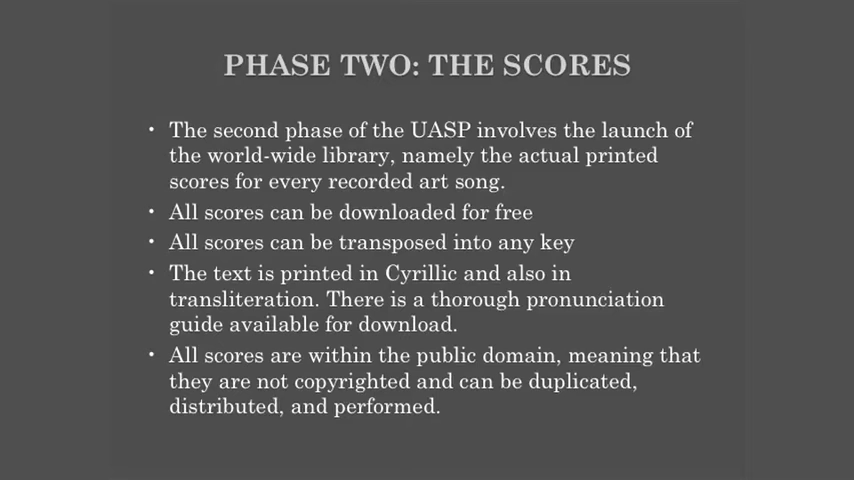 PHASE TWO: THE SCORES
• The second phase of the UASP involves the launch of
the world-wide library, namely the actual printed
scores for every recorded art song.
• All scores can be downloaded for free
• All scores can be transposed into any key
• The text is printed in Cyrillic and also in
transliteration. There is a thorough pronunciation
guide available for download.
• All scores are within the public domain, meaning that
they are not copyrighted and can be duplicated,
distributed, and performed.